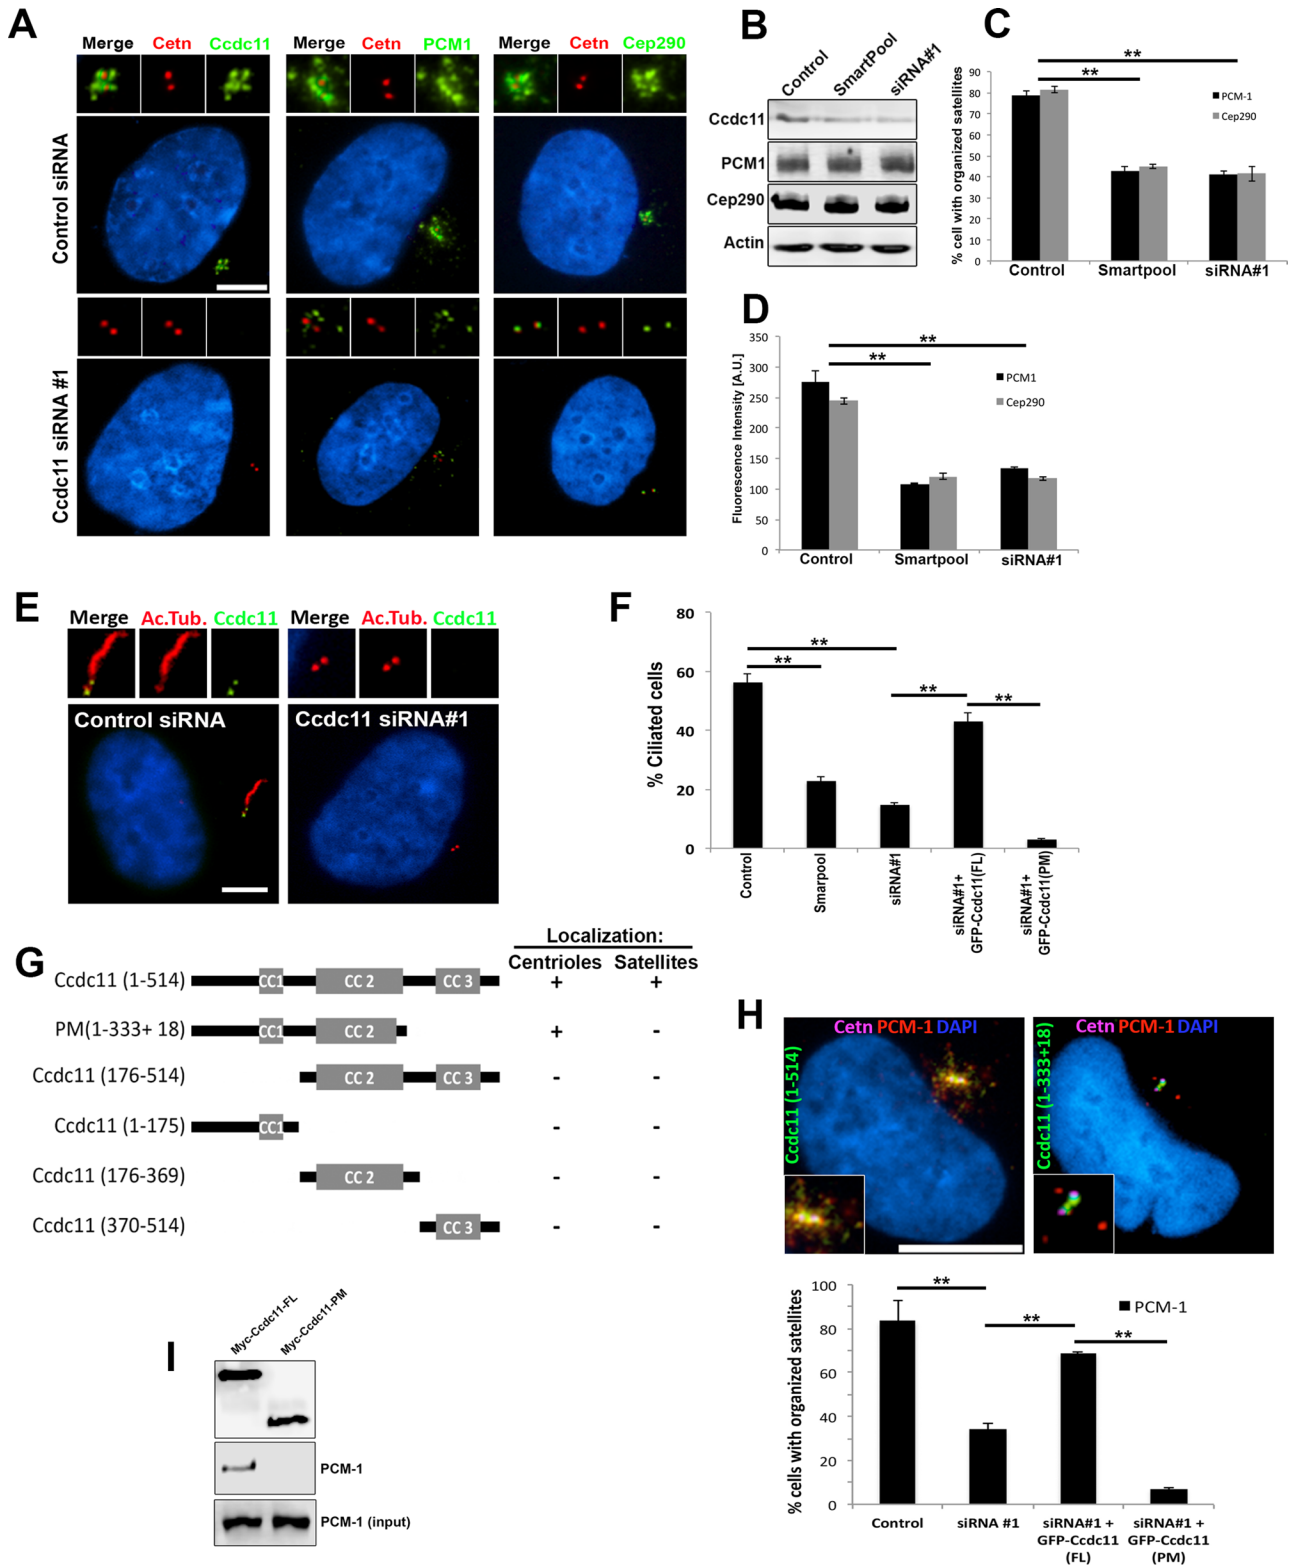 A
Merge Cetn Ccdc11
Merge Cetn PCM1
Merge Cetn Cep290
Control siRNA
Ccdc11 siRNA #1
B
Control
SmartPool
siRNA#1
Ccdc11
PCM1
Cep290
Actin
C
% cell with organized satellites
90
80
70
60
50
40
30
20
10
0
**
**
PCM-1
Cep290
Control Smartpool siRNA#1
D
Fluorescence Intensity [A.U.]
350
300
250
200
150
100
50
0
**
**
PCM1
Cep290
Control Smartpool siRNA#1
E
Merge Ac.Tub. Ccdc11
Merge Ac.Tub. Ccdc11
Control siRNA
Ccdc11 siRNA#1
F
% Ciliated cells
80
60
40
20
0
**
**
**
**
Control
Smarpool
siRNA#1
siRNA#1+
GFP-Ccdc11(FL)
siRNA#1+
GFP-Ccdc11(PM)
G
Localization:
Centrioles Satellites
Ccdc11 (1-514) CC1 CC 2 CC 3 + +
PM(1-333+ 18) CC1 CC 2 + -
Ccdc11 (176-514) CC 2 CC 3 - -
Ccdc11 (1-175) CC1 - -
Ccdc11 (176-369) CC 2 - -
Ccdc11 (370-514) CC 3 - -
H
Cetn PCM-1 DAPI
Ccdc11 (1-514)
Cetn PCM-1 DAPI
Ccdc11 (1-333+18)
% cells with organized satellites
100
80
60
40
20
0
**
**
**
PCM-1
Control
siRNA #1
siRNA#1 +
GFP-Ccdc11
(FL)
siRNA#1 +
GFP-Ccdc11
(PM)
I
Myc-Ccdc11-FL
Myc-Ccdc11-PM
PCM-1
PCM-1 (input)